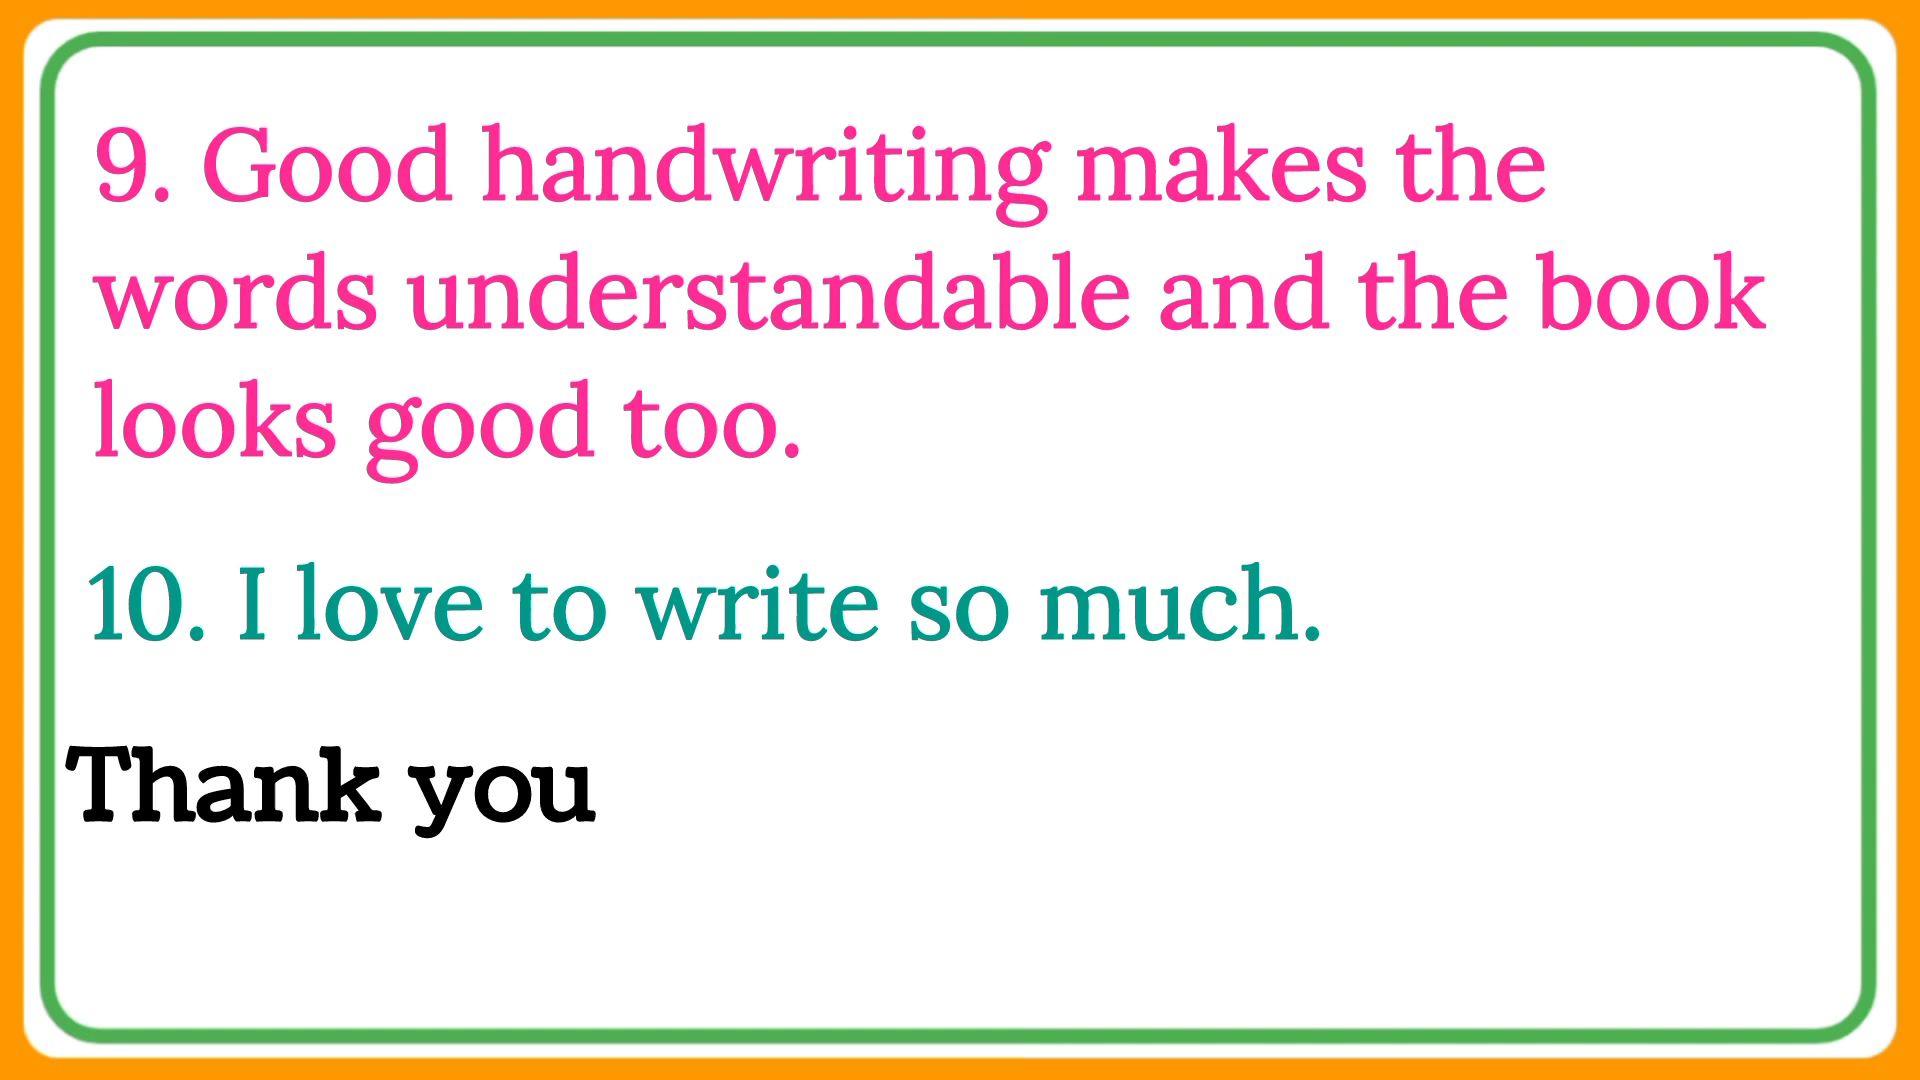 9. Good handwriting makes the
words understandable and the book
looks good too.
10. I love to write so much.
Thank you